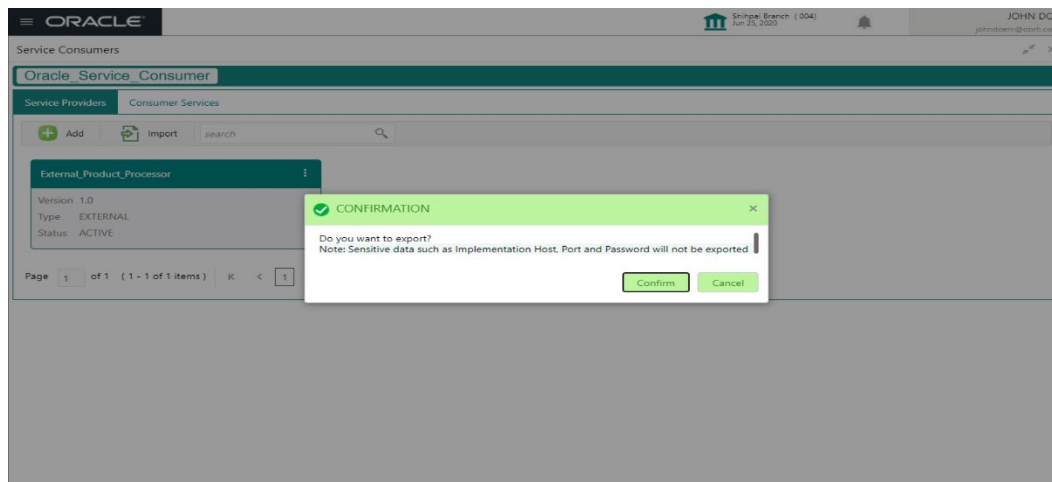 ORACLE
Shihpai Branch ( 004)
Jun 25, 2020
JOHN DO
johndoem@obrh.co
Service Consumers
Oracle_Service_Consumer
Service Providers Consumer Services
Add Import search
External_Product_Processor
Version 1.0
Type EXTERNAL
Status ACTIVE
CONFIRMATION
Do you want to export?
Note: Sensitive data such as Implementation Host, Port and Password will not be exported
Confirm Cancel
Page 1 of 1 ( 1 - 1 of 1 items ) K < 1